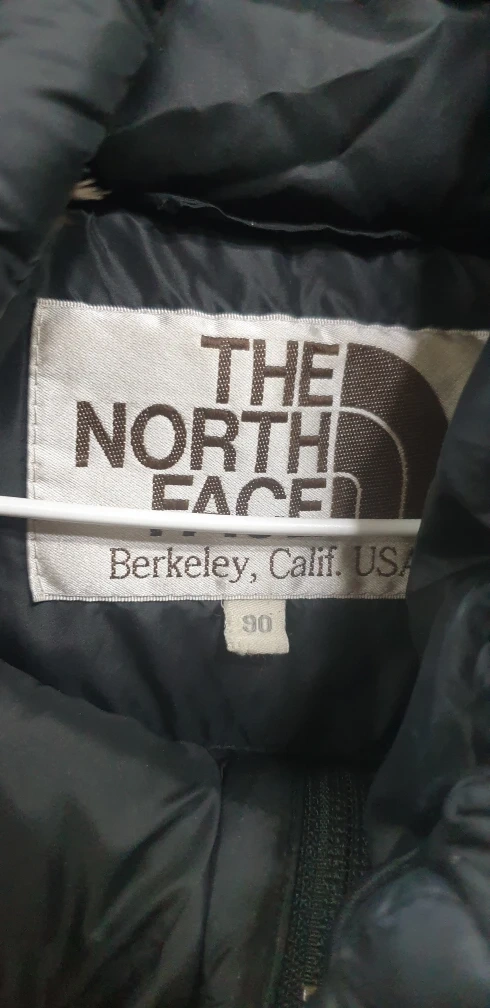 THE
NORTH
FACE
Berkeley, Calif. USA
90